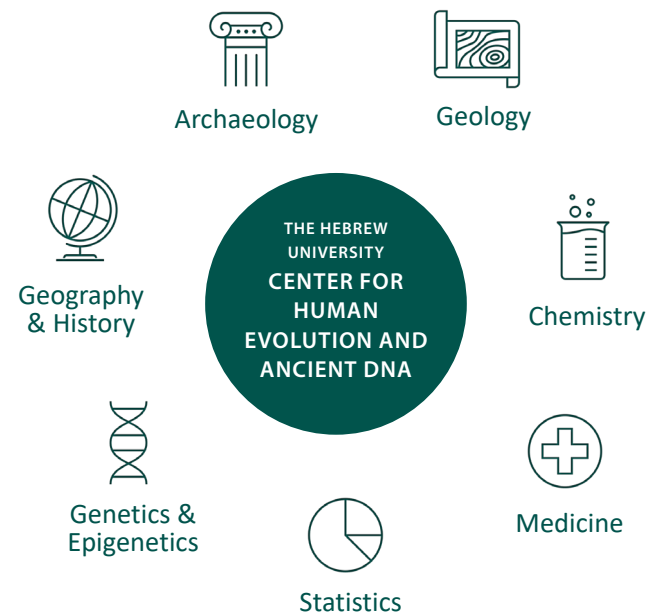 Archaeology
Geology
Geography
& History
THE HEBREW
UNIVERSITY
CENTER FOR
HUMAN
EVOLUTION AND
ANCIENT DNA
Chemistry
Genetics &
Epigenetics
Medicine
Statistics